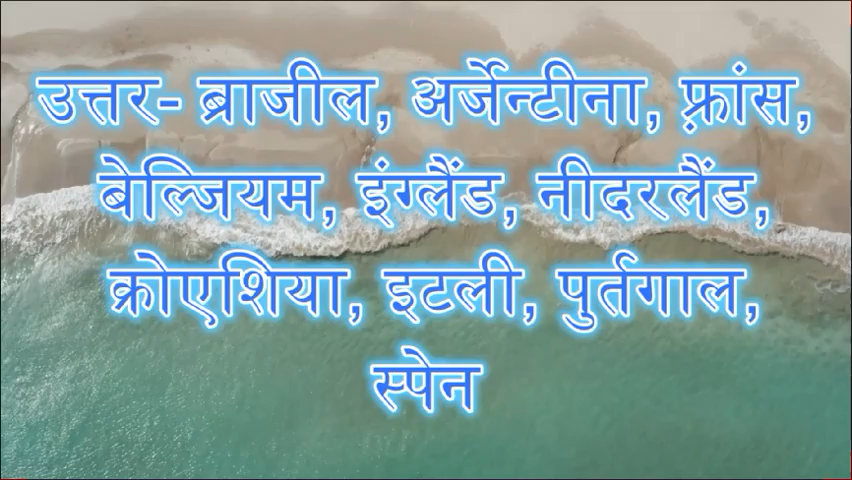 उत्तर- ब्राजील, अर्जेन्टीना, फ़्रांस,
बेल्जियम, इंग्लैंड, नीदरलैंड,
क्रोएशिया, इटली, पुर्तगाल,
स्पेन